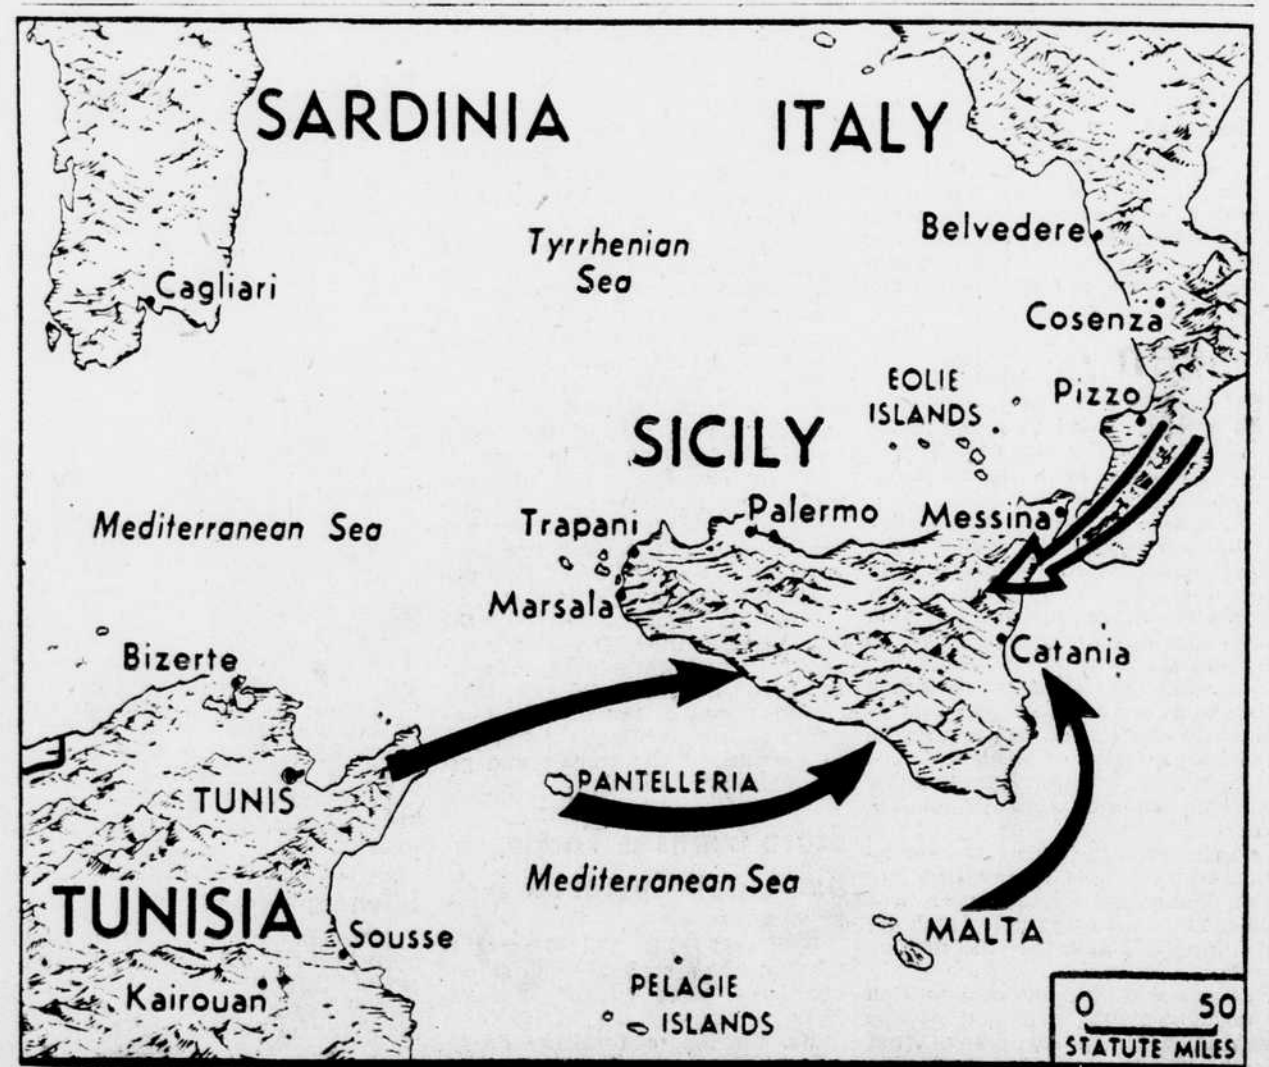 SARDINIA
ITALY
Belvedere
Tyrrhenian
Sea
Cagliari
Cosenza
EOLIE
ISLANDS
Pizzo
SICILY
Mediterranean Sea
Trapani
Palermo
Messina
Marsala
Bizerte
Catania
TUNIS
PANTELLERIA
Mediterranean Sea
TUNISIA
Sousse
MALTA
Kairouan
PELAGIE
ISLANDS
0 50
STATUTE MILES